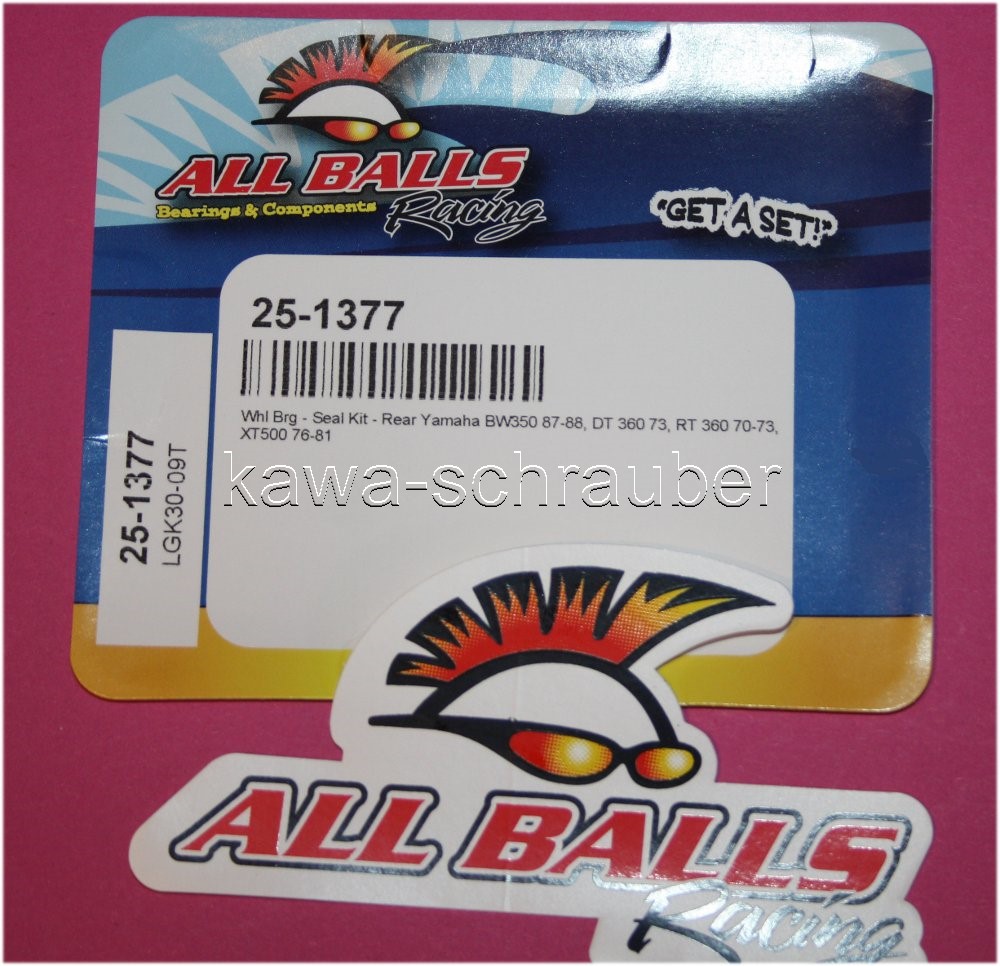 ALL BALLS
Bearings & Components
Racing
"GET A SET!"
25-1377
Whl Brg - Seal Kit - Rear Yamaha BW350 87-88, DT 360 73, RT 360 70-73,
XT500 76-81
25-1377
LGK30-09T
kawa-schrauber
ALL BALLS
Racing